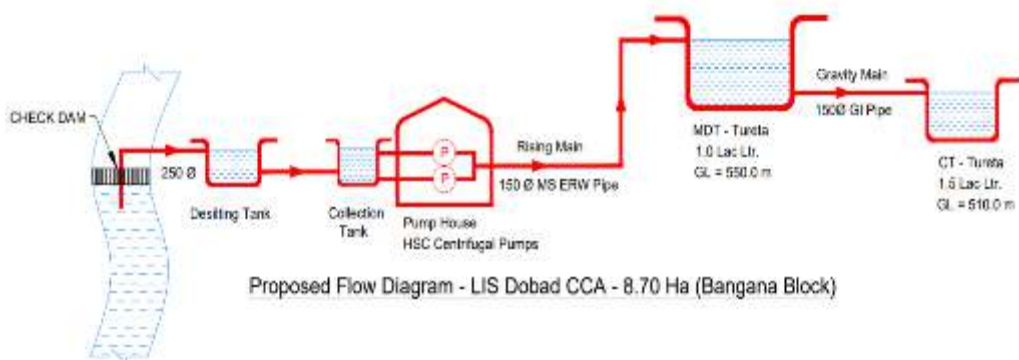 CHECK DAM
250 Ø
Desilting Tank
Collection
Tank
P
P
Pump House
HSC Centrifugal Pumps
Rising Main
150 Ø MS ERW Pipe
MDT - Tureta
1.0 Lac Ltr.
GL = 550.0 m
Gravity Main
150Ø GI Pipe
CT - Tureta
1.5 Lac Ltr.
GL = 510.0 m
Proposed Flow Diagram - LIS Dobad CCA - 8.70 Ha (Bangana Block)